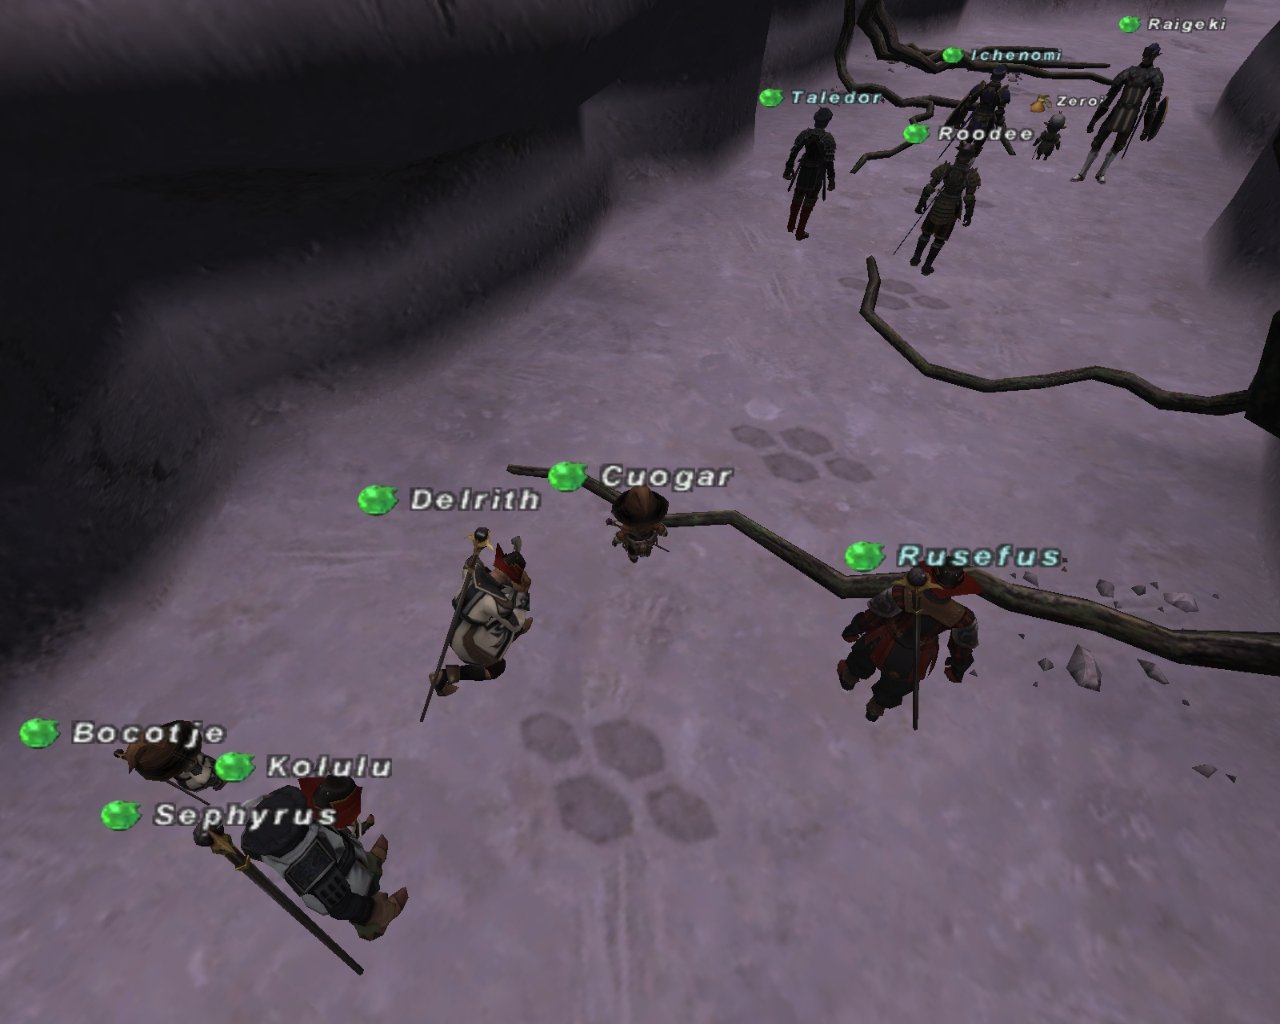 Raigeki
Ichenomi
Taledor
Roodee
Cuogar
Delrith
Rusefus
Bocotje
Kolulu
Sephyrus